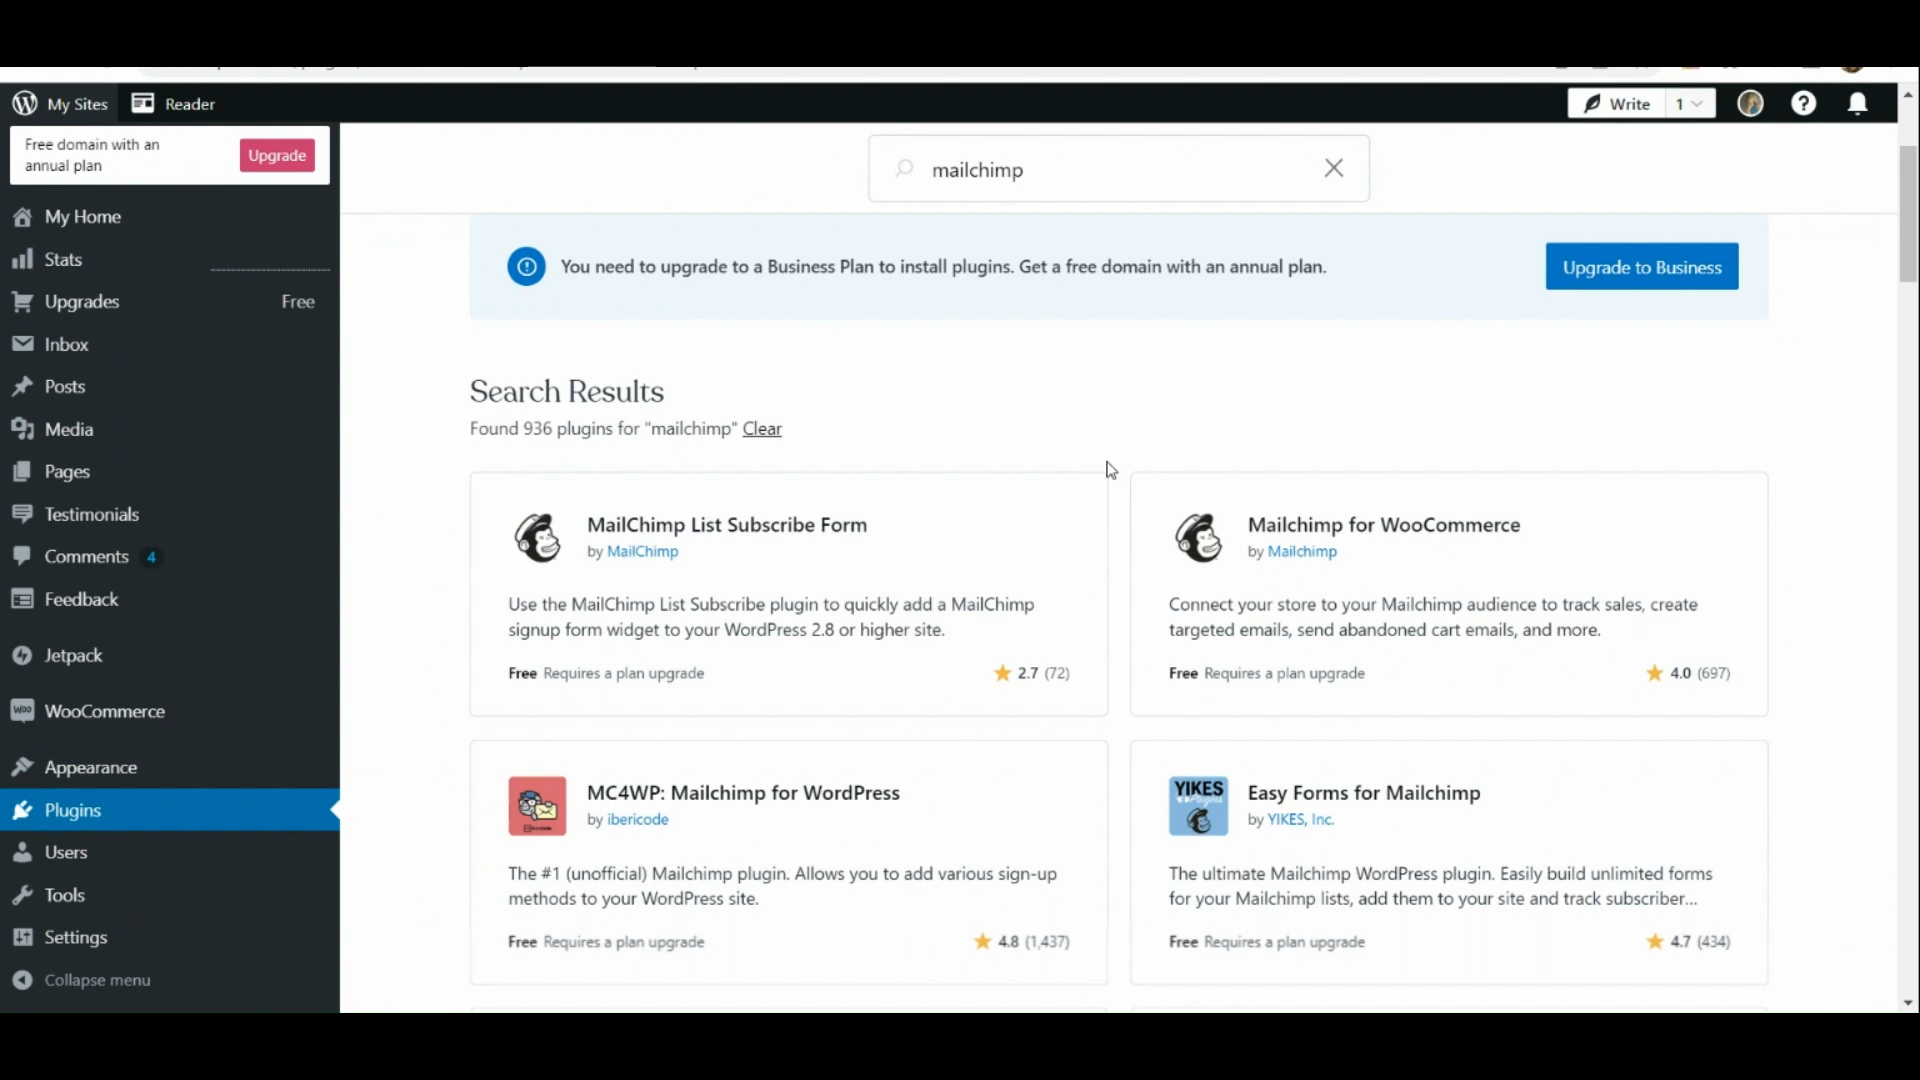 My Sites
Reader
Write
1
Free domain with an
annual plan
Upgrade
mailchimp
My Home
Stats
Upgrades
Free
Inbox
Posts
Media
Pages
Testimonials
Comments 4
Feedback
Jetpack
WooCommerce
Appearance
Plugins
Users
Tools
Settings
Collapse menu
You need to upgrade to a Business Plan to install plugins. Get a free domain with an annual plan.
Upgrade to Business
Search Results
Found 936 plugins for "mailchimp" Clear
MailChimp List Subscribe Form
by MailChimp
Use the MailChimp List Subscribe plugin to quickly add a MailChimp
signup form widget to your WordPress 2.8 or higher site.
Free Requires a plan upgrade
2.7 (72)
Mailchimp for WooCommerce
by Mailchimp
Connect your store to your Mailchimp audience to track sales, create
targeted emails, send abandoned cart emails, and more.
Free Requires a plan upgrade
4.0 (697)
MC4WP: Mailchimp for WordPress
by ibericode
The #1 (unofficial) Mailchimp plugin. Allows you to add various sign-up
methods to your WordPress site.
Free Requires a plan upgrade
4.8 (1,437)
YIKES
Easy Forms for Mailchimp
by YIKES, Inc.
The ultimate Mailchimp WordPress plugin. Easily build unlimited forms
for your Mailchimp lists, add them to your site and track subscriber...
Free Requires a plan upgrade
4.7 (434)